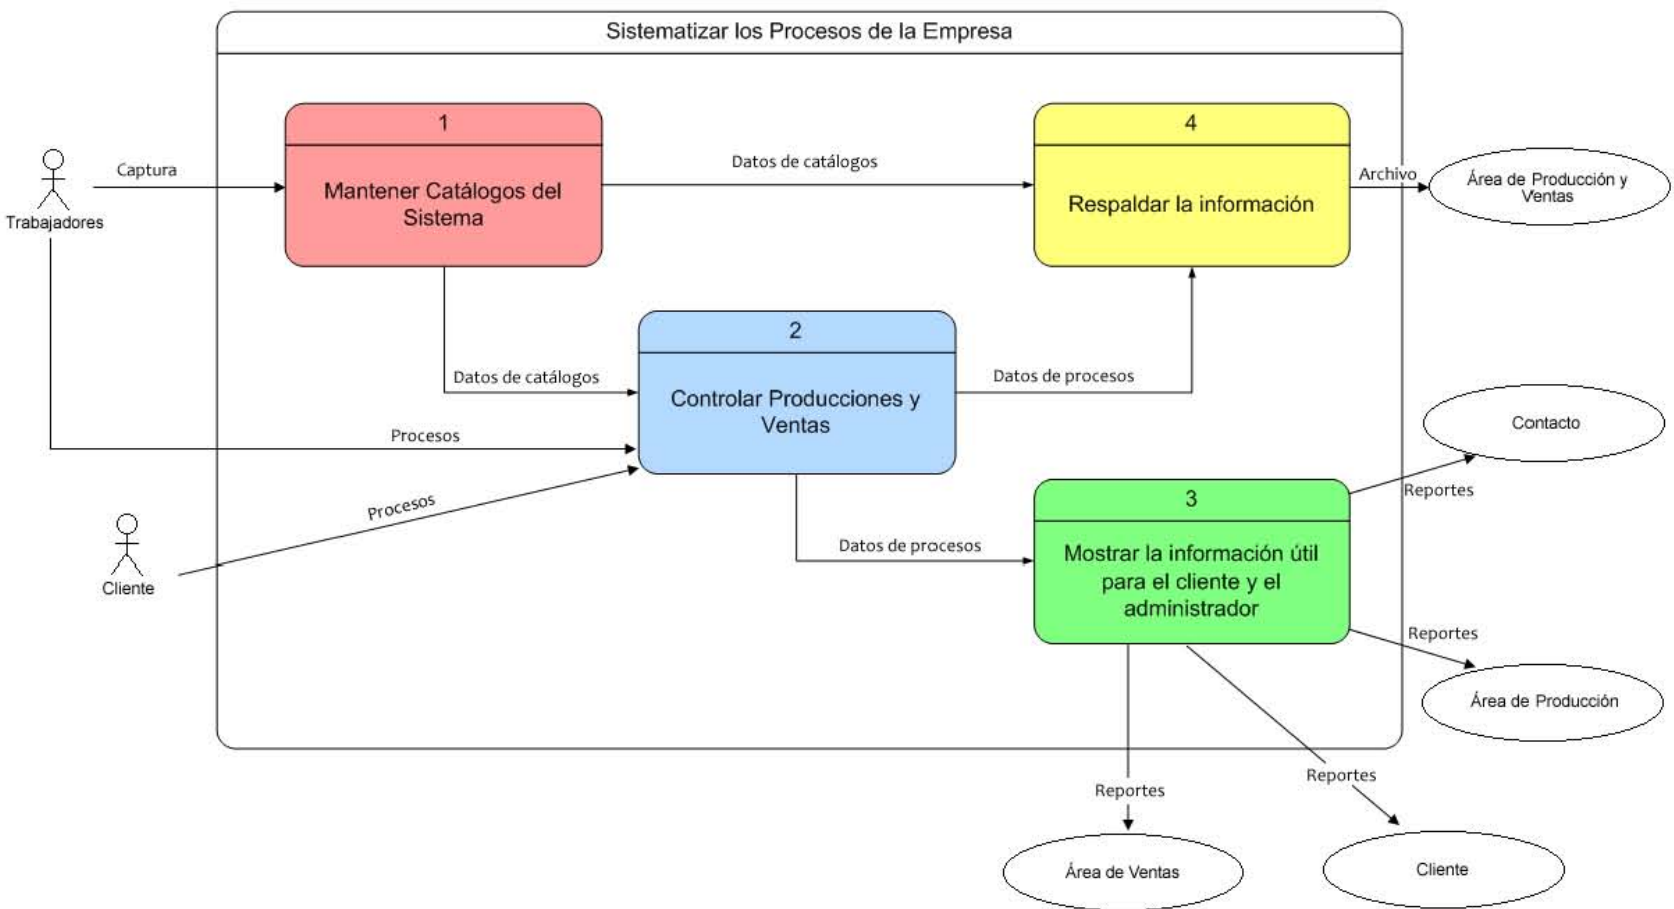 Sistematizar los Procesos de la Empresa
1
Mantener Catálogos del
Sistema
4
Respaldar la información
Trabajadores
Captura
Datos de catálogos
Archivo
Área de Producción y
Ventas
2
Controlar Producciones y
Ventas
Datos de catálogos
Datos de procesos
Procesos
Procesos
Cliente
Contacto
Reportes
3
Mostrar la información útil
para el cliente y el
administrador
Datos de procesos
Reportes
Área de Producción
Reportes
Reportes
Área de Ventas
Cliente